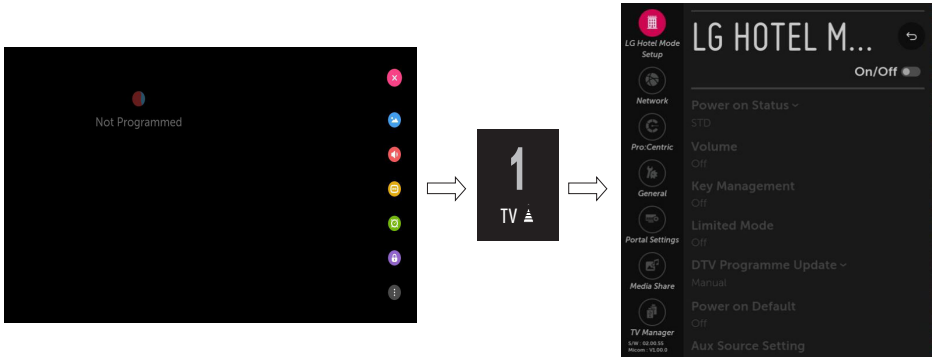 Not Programmed
1
TV
LG Hotel Mode
Setup
Network
Pro:Centric
General
Portal Settings
Media Share
TV Manager
S/W : 02.00.55
Micom : V1.00.0
LG HOTEL M...
On/Off
Power on Status
STD
Volume
Off
Key Management
Off
Limited Mode
Off
DTV Programme Update
Manual
Power on Default
Off
Aux Source Setting